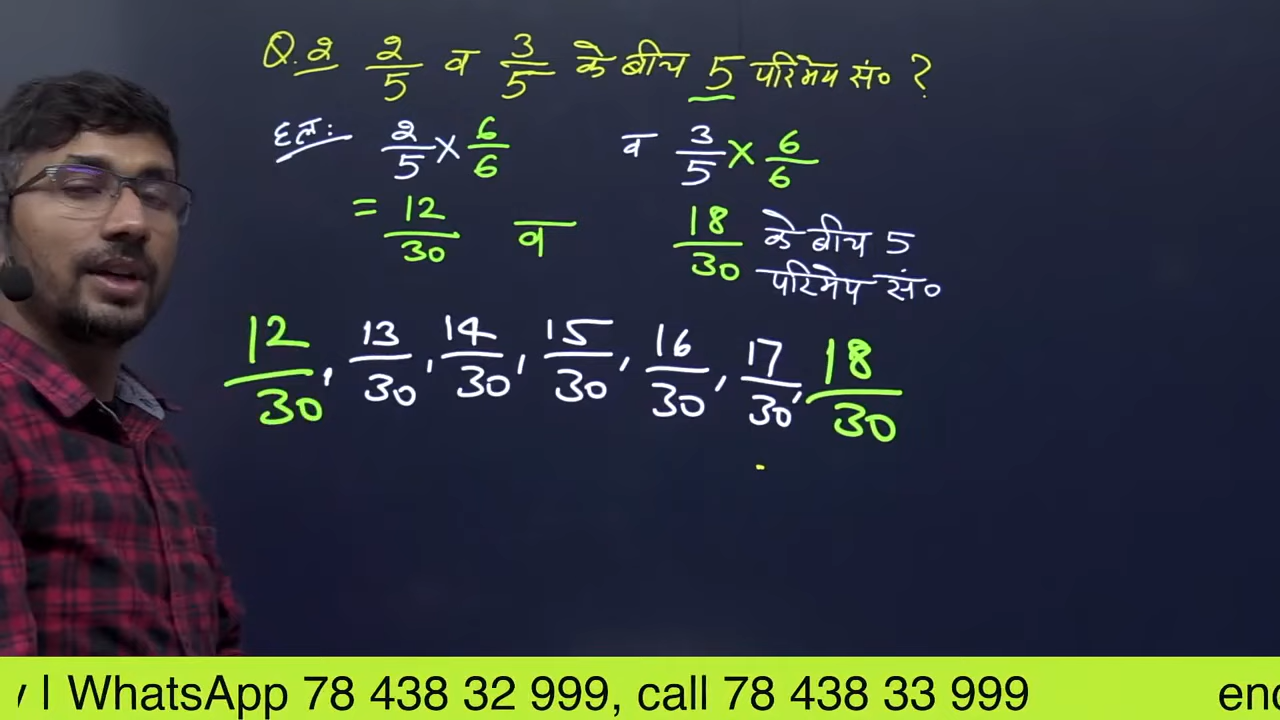 Q.2 2/5 व 3/5 के बीच 5 परिमेय सं० ?
हल: 2/5 × 6/6 व 3/5 × 6/6
= 12/30 व 18/30 के बीच 5
परिमेय सं०
12/30, 13/30, 14/30, 15/30, 16/30, 17/30, 18/30
| WhatsApp 78 438 32 999, call 78 438 33 999